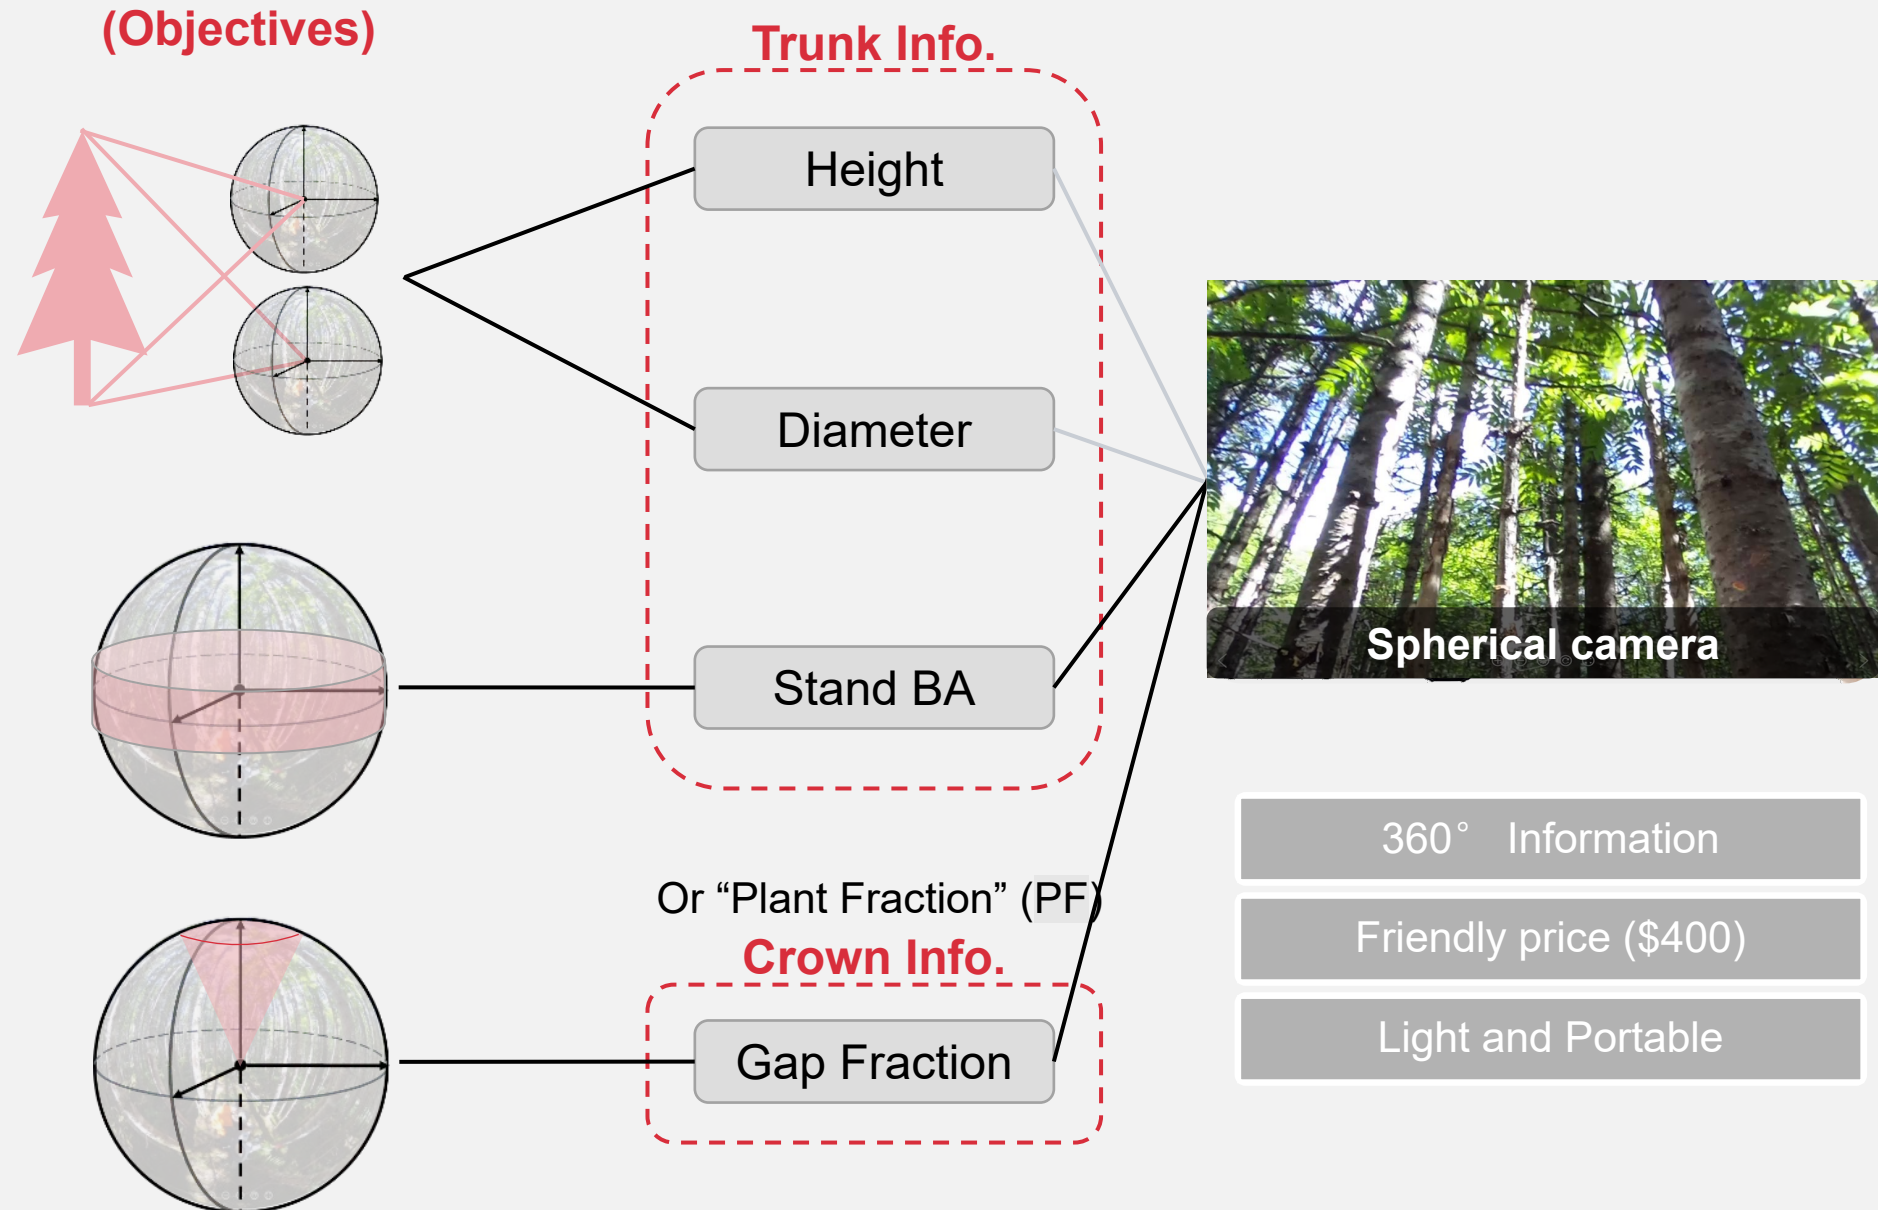 (Objectives)
Trunk Info.
Height
Diameter
Stand BA
Or “Plant Fraction” (PF)
Crown Info.
Gap Fraction
Spherical camera
360° Information
Friendly price ($400)
Light and Portable